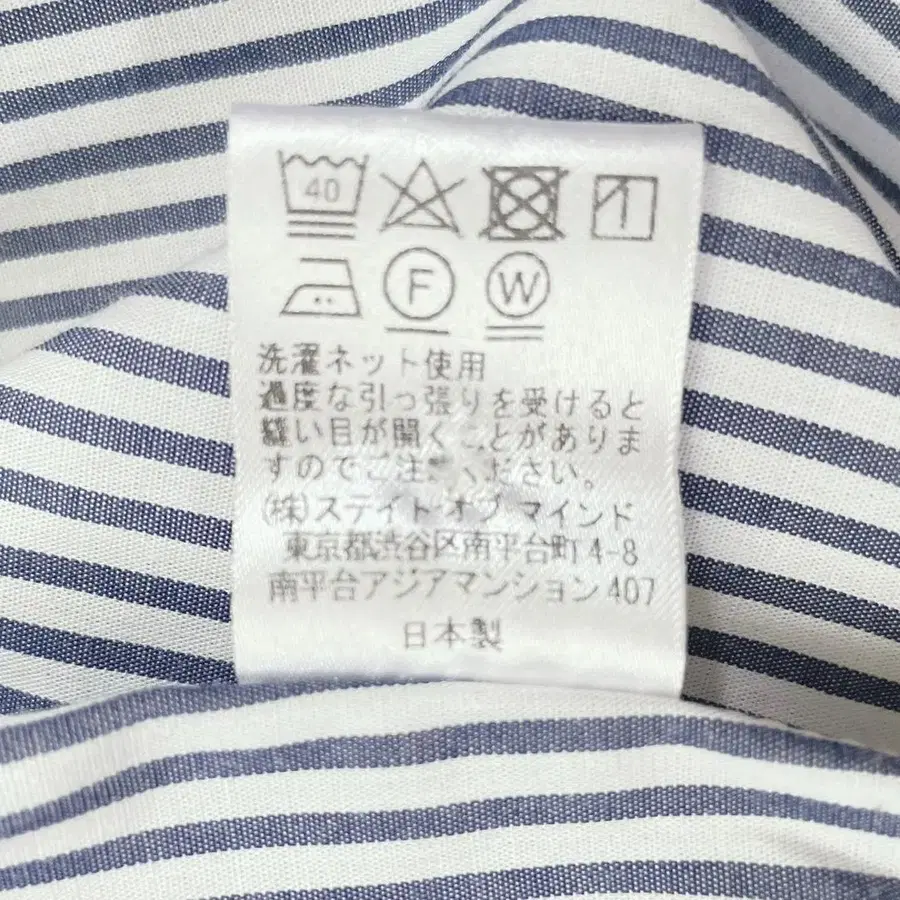 40
F W
洗濯ネット使用
過度な引っ張りを受けると
縫い目が開くことがありま
すのでご注意ください。
(株)ステイトオブマインド
東京都渋谷区南平台町4-8
南平台アジアマンション407
日本製